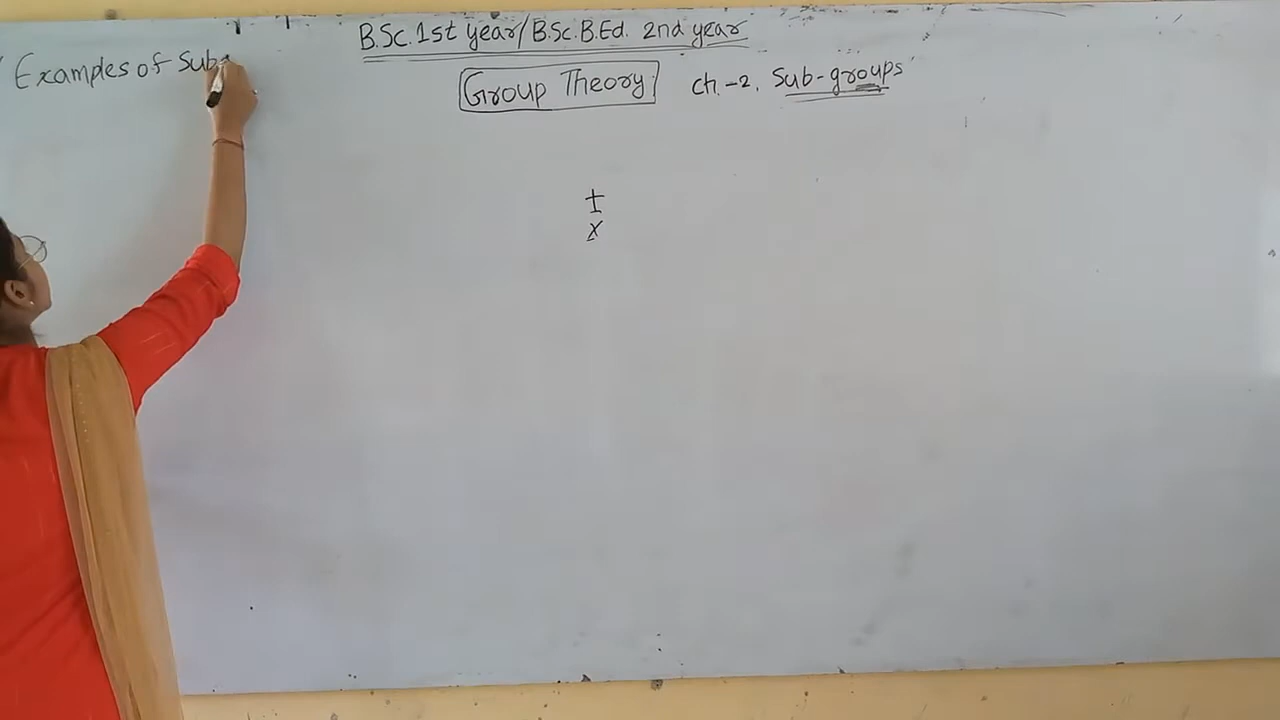 B.Sc. 1st year/B.Sc.B.Ed. 2nd year
Examples of Sub
Group Theory ch.-2. Sub-groups
+
x